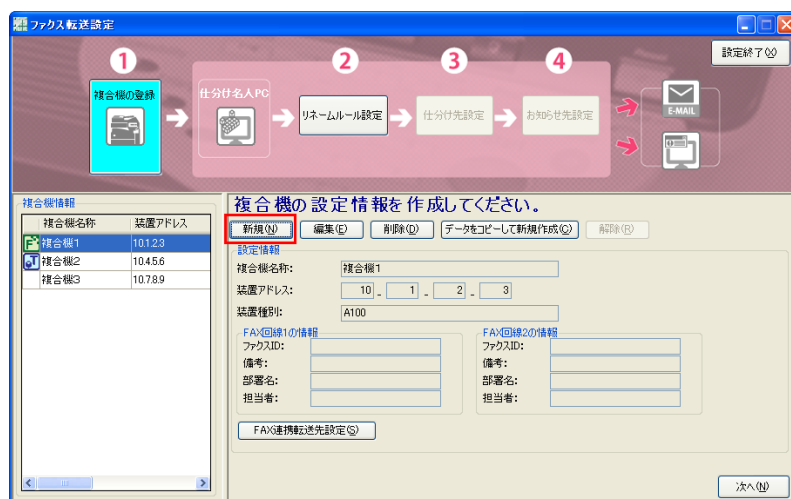 ファクス転送設定
設定終了(X)
1
2
3
4
複合機の登録
仕分け名人PC
リネームルール設定
仕分け先設定
お知らせ先設定
E-MAIL
複合機情報
複合機名称 装置アドレス
複合機1 10.1.2.3
複合機2 10.4.5.6
複合機3 10.7.8.9
複合機の設定情報を作成してください。
新規(N) 編集(E) 削除(D) データをコピーして新規作成(C) 解除(R)
設定情報
複合機名称: 複合機1
装置アドレス: 10 . 1 . 2 . 3
装置種別: A100
FAX回線1の情報
ファクスID:
備考:
部署名:
担当者:
FAX回線2の情報
ファクスID:
備考:
部署名:
担当者:
FAX連携転送先設定(S)
次へ(N)